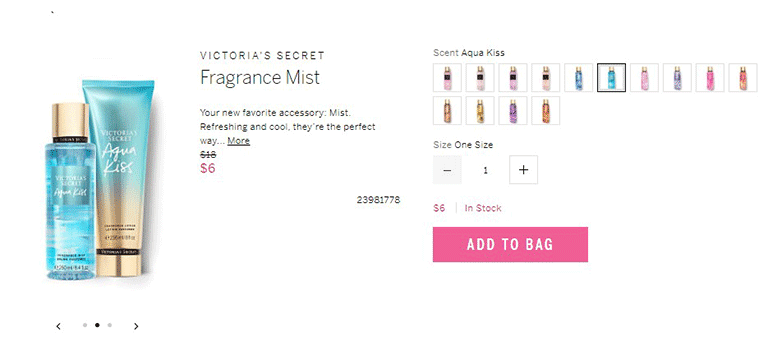 VICTORIA'S SECRET
Fragrance Mist
Your new favorite accessory: Mist.
Refreshing and cool, they're the perfect
way... More
$18
$6
23981778
Scent Aqua Kiss
Size One Size
− 1 +
$6 | In Stock
ADD TO BAG
VICTORIA'S
SECRET
Aqua
Kiss
VICTORIA'S
SECRET
Aqua Kiss